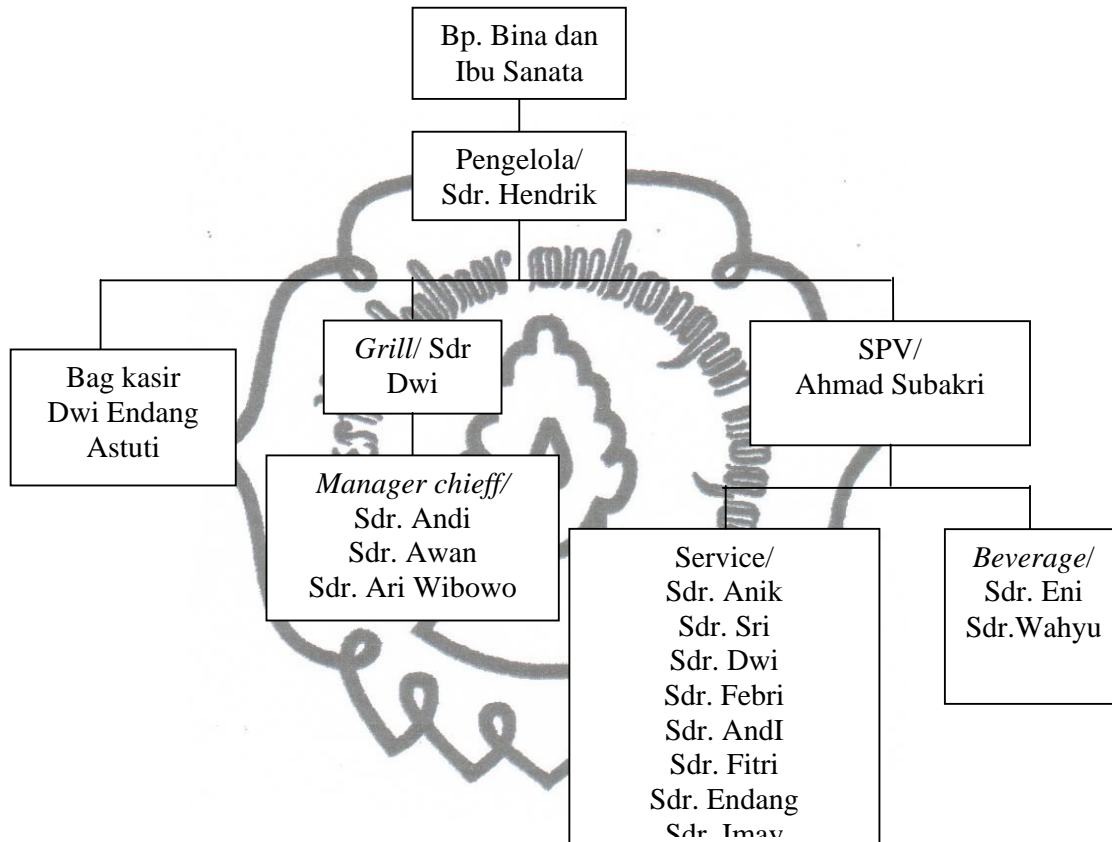 Bp. Bina dan
Ibu Sanata
Pengelola/
Sdr. Hendrik
Bag kasir
Dwi Endang
Astuti
Grill/ Sdr
Dwi
SPV/
Ahmad Subakri
Manager chieff/
Sdr. Andi
Sdr. Awan
Sdr. Ari Wibowo
Service/
Sdr. Anik
Sdr. Sri
Sdr. Dwi
Sdr. Febri
Sdr. AndI
Sdr. Fitri
Sdr. Endang
Sdr. Imay
Beverage/
Sdr. Eni
Sdr.Wahyu